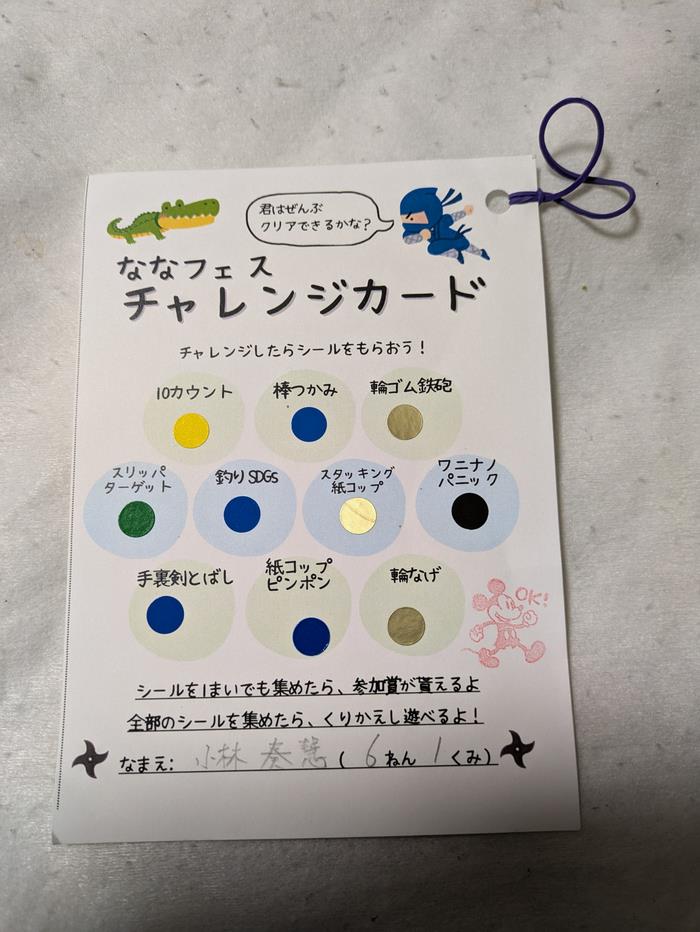 君はぜんぶ
クリアできるかな?
ななフェス
チャレンジカード
チャレンジしたらシールをもらおう!
10カウント 棒つかみ 輪ゴム鉄砲
スリッパ
ターゲット
釣りSDGs
スタッキング
紙コップ
ワニナノ
パニック
手裏剣とばし
紙コップ
ピンポン
輪なげ
OK!
シールを1まいでも集めたら、参加賞が貰えるよ
全部のシールを集めたら、くりかえし遊べるよ!
なまえ: 小林 奏慧 ( 6 ねん 1 くみ)